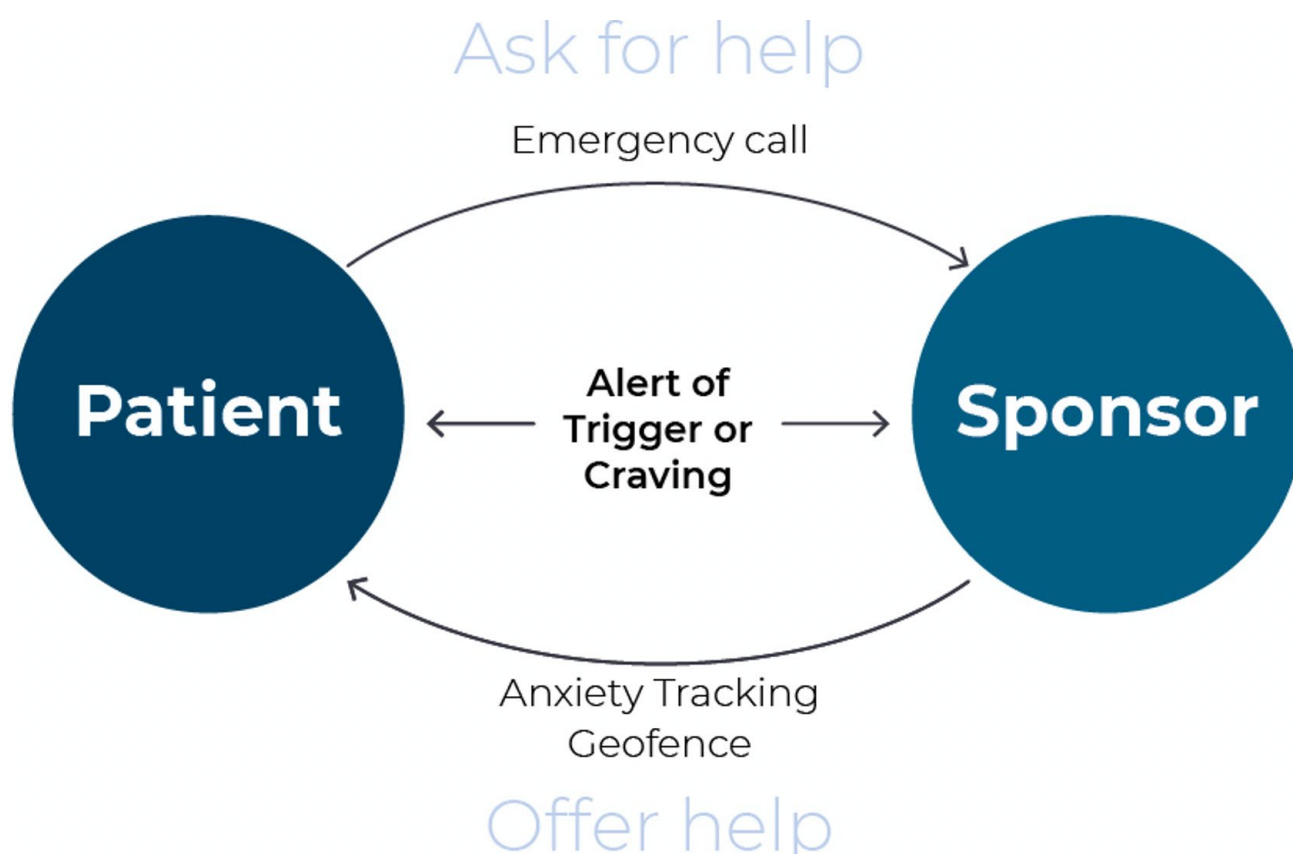 Ask for help
Emergency call
Patient
Alert of
Trigger or
Craving
Sponsor
Anxiety Tracking
Geofence
Offer help